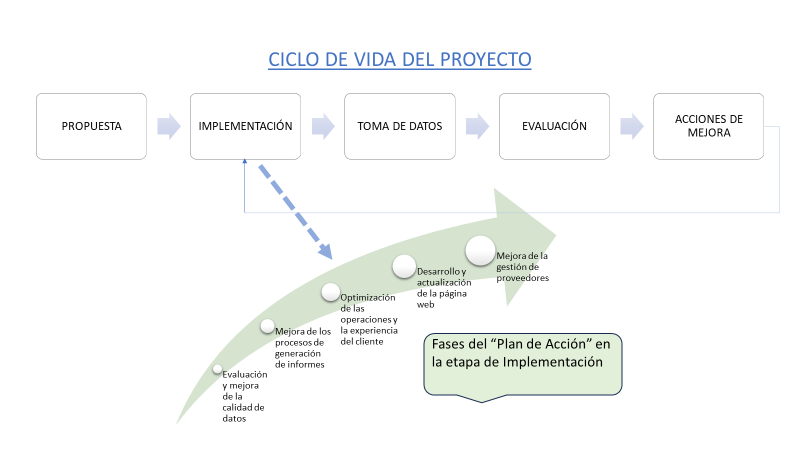 CICLO DE VIDA DEL PROYECTO
PROPUESTA
IMPLEMENTACIÓN
TOMA DE DATOS
EVALUACIÓN
ACCIONES DE
MEJORA
Evaluación
y mejora
de la
calidad de
datos
Mejora de los
procesos de
generación
de informes
Optimización
de las
operaciones y
la experiencia
del cliente
Desarrollo y
actualización
de la página
web
Mejora de la
gestión de
proveedores
Fases del “Plan de Acción” en
la etapa de Implementación